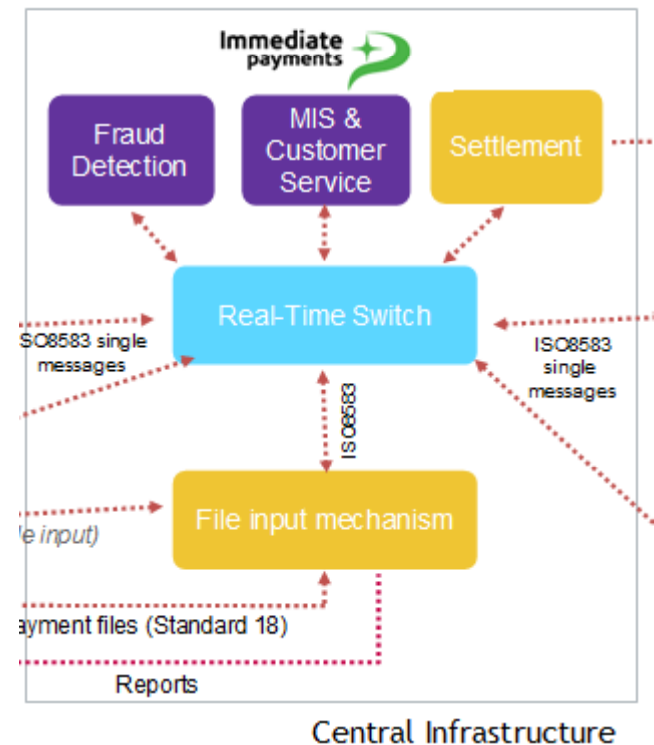 Immediate
payments
Fraud
Detection
MIS &
Customer
Service
Settlement
Real-Time Switch
SO8583 single
messages
ISO8583
single
messages
ISO8583
File input mechanism
le input)
ayment files (Standard 18)
Reports
Central Infrastructure